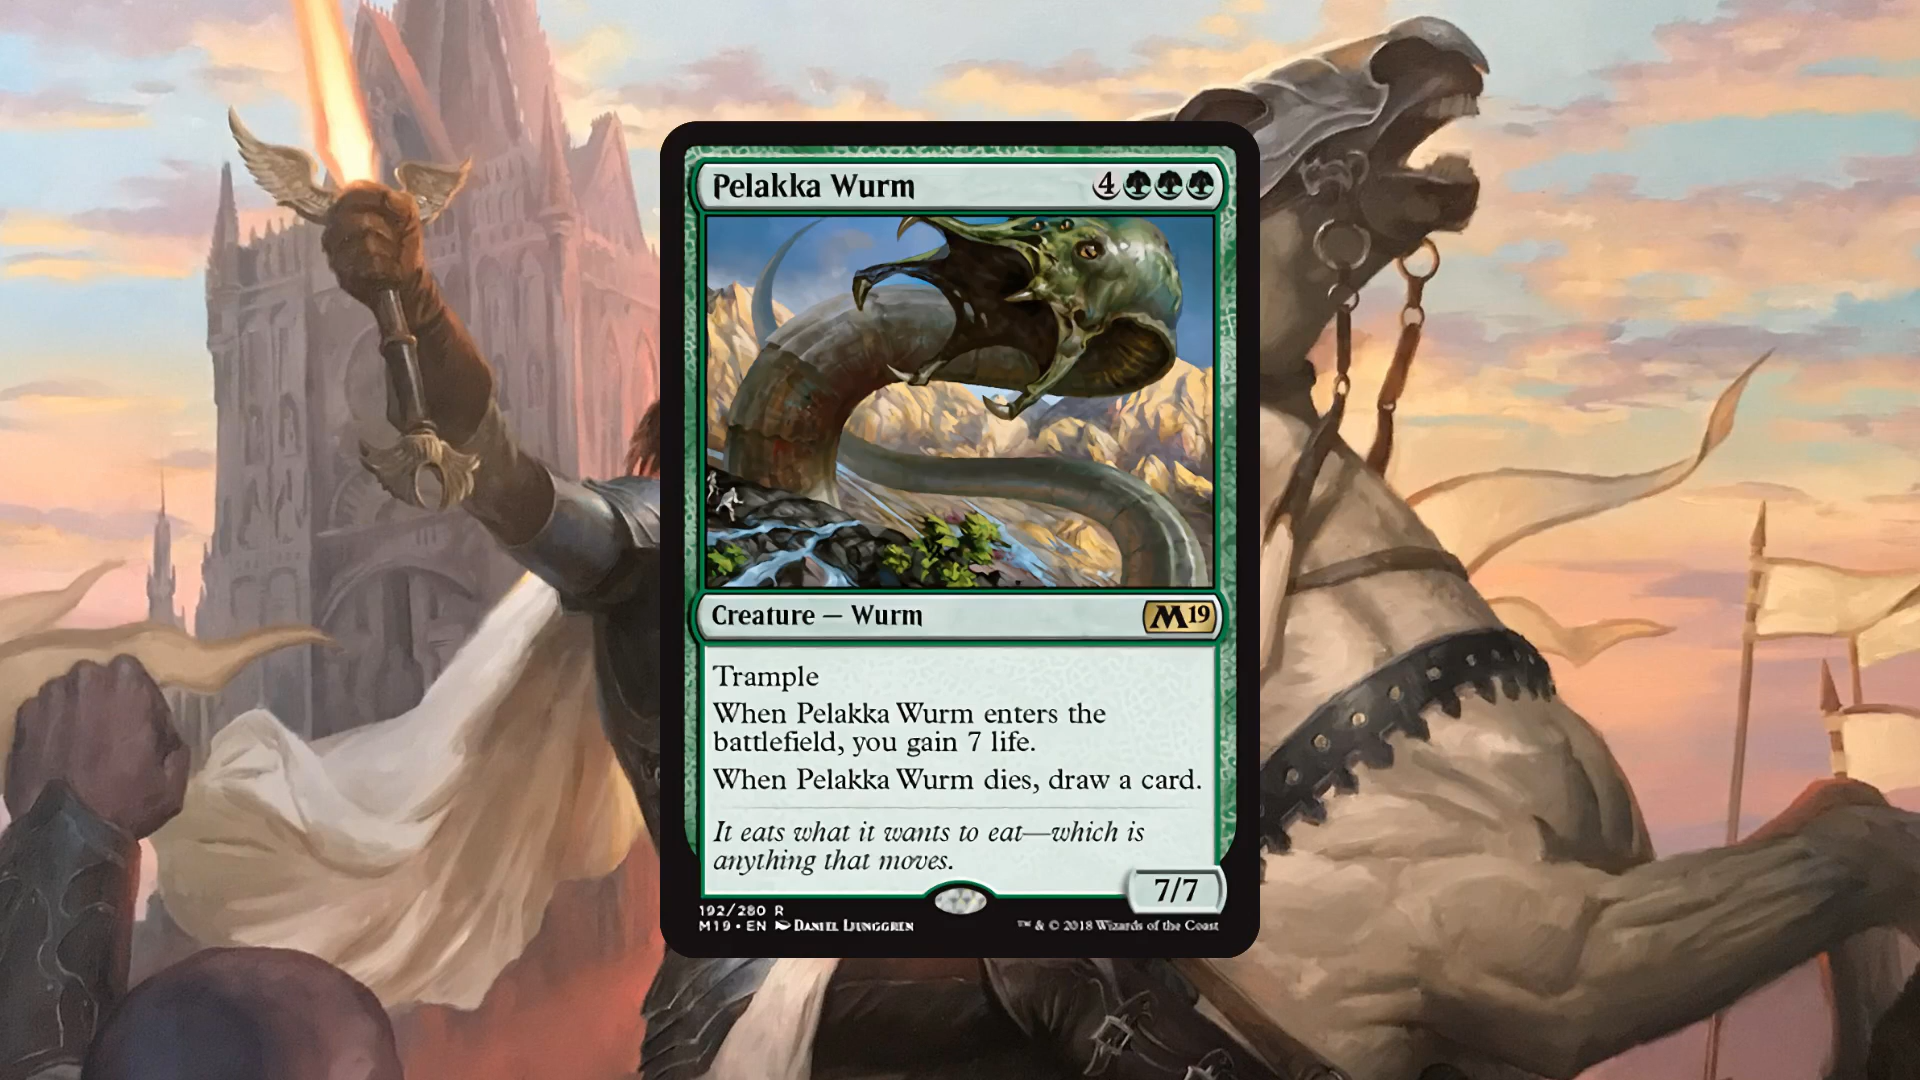 Pelakka Wurm 4
Creature — Wurm M19
Trample
When Pelakka Wurm enters the
battlefield, you gain 7 life.
When Pelakka Wurm dies, draw a card.
It eats what it wants to eat—which is
anything that moves.
7/7
192/280 R
M19 • EN Daniel Ljunggren
™ & © 2018 Wizards of the Coast